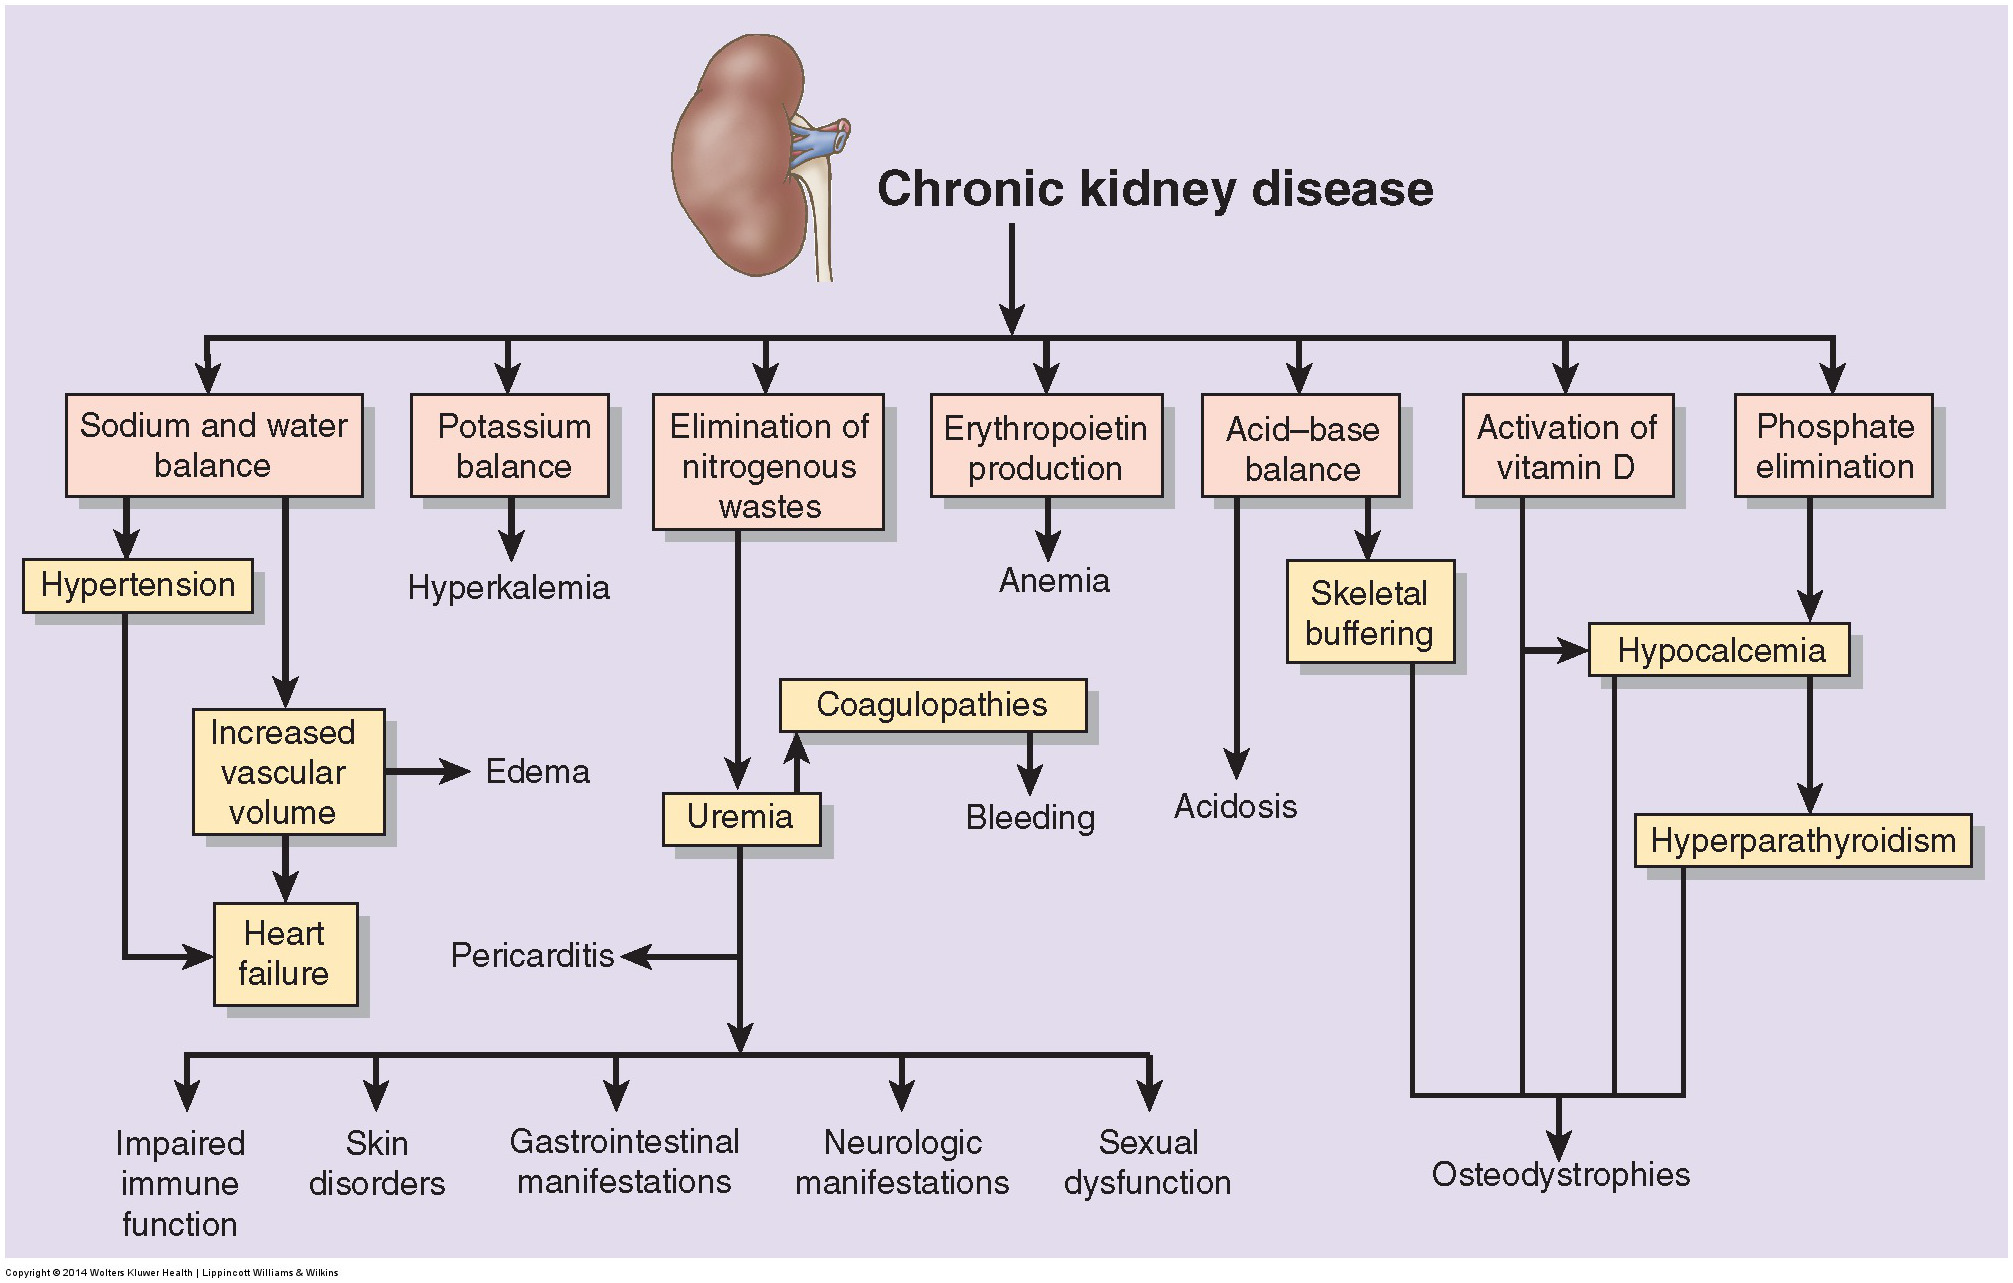 Chronic kidney disease
Sodium and water
balance
Potassium
balance
Elimination of
nitrogenous
wastes
Erythropoietin
production
Acid–base
balance
Activation of
vitamin D
Phosphate
elimination
Hypertension
Hyperkalemia
Anemia
Skeletal
buffering
Hypocalcemia
Increased
vascular
volume
Edema
Coagulopathies
Uremia
Bleeding
Acidosis
Hyperparathyroidism
Heart
failure
Pericarditis
Impaired
immune
function
Skin
disorders
Gastrointestinal
manifestations
Neurologic
manifestations
Sexual
dysfunction
Osteodystrophies
Copyright © 2014 Wolters Kluwer Health | Lippincott Williams & Wilkins